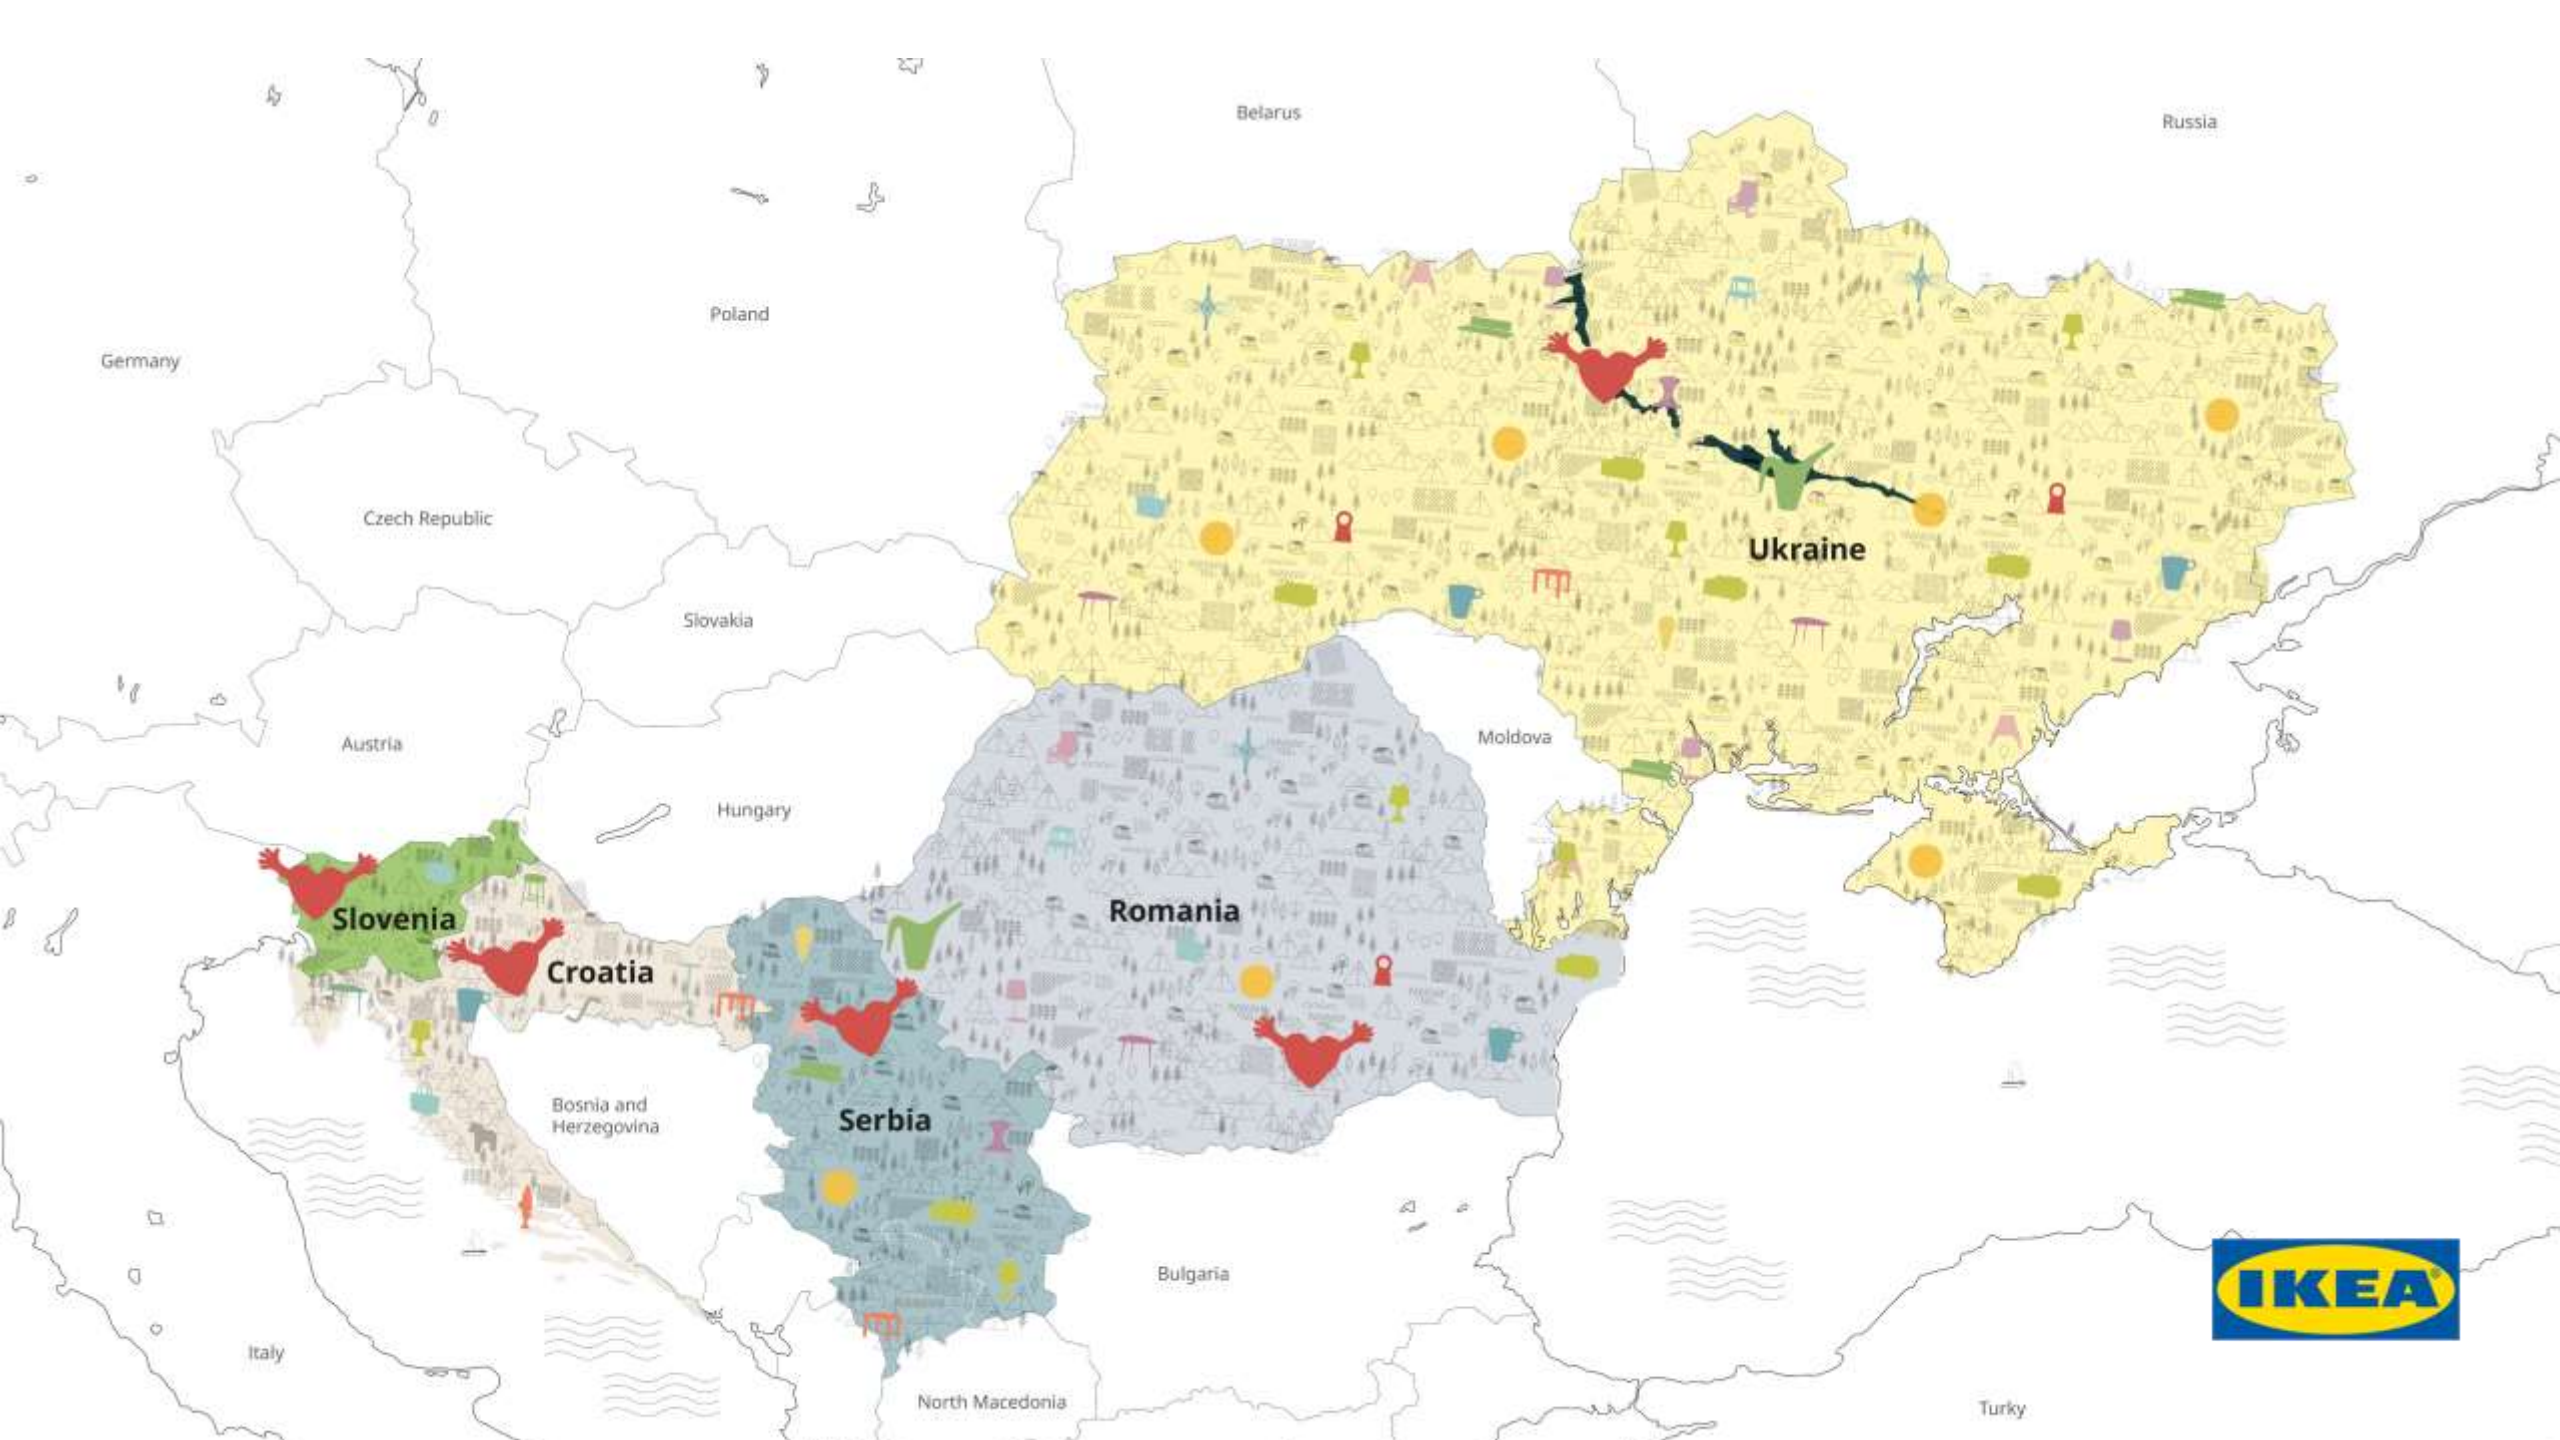 Belarus
Russia
Poland
Germany
Czech Republic
Ukraine
Slovakia
Moldova
Austria
Hungary
Romania
Slovenia
Croatia
Bosnia and
Herzegovina
Serbia
Bulgaria
IKEA
Italy
North Macedonia
Turky